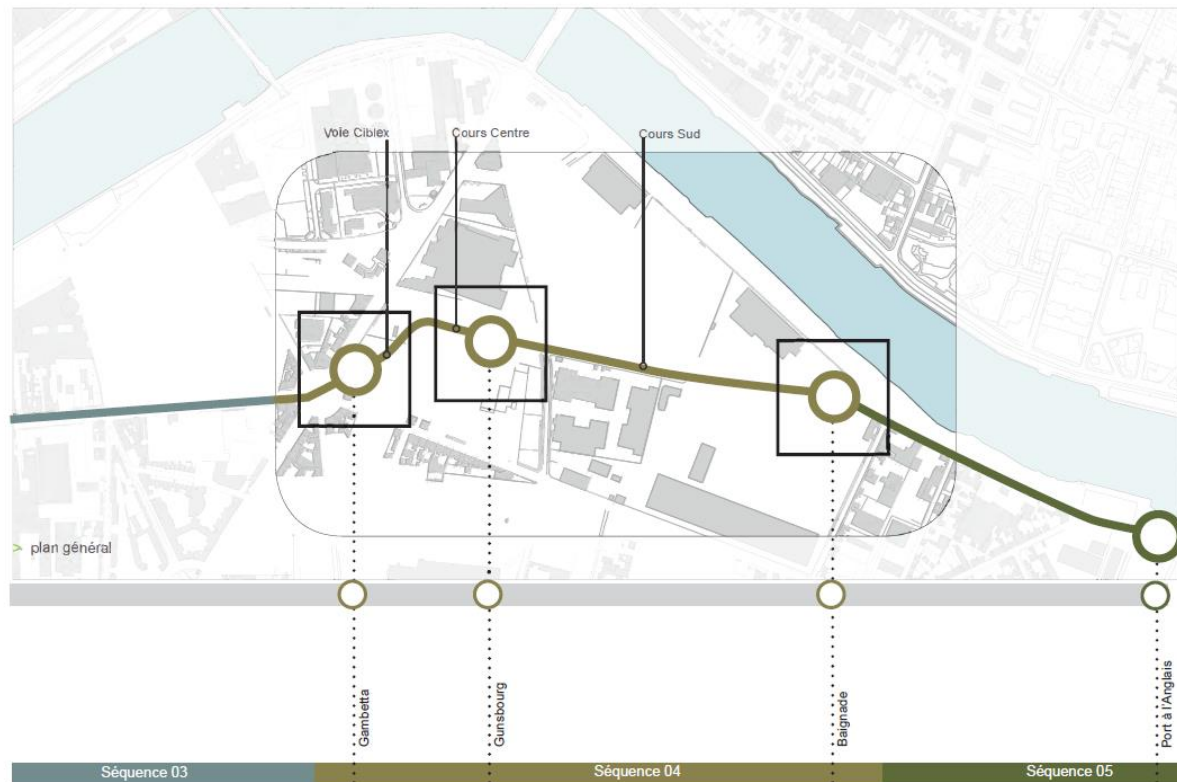 Voie Ciblex
Cours Centre
Cours Sud
> plan général
Gambetta
Gunsbourg
Baignade
Port à l'Anglais
Séquence 03
Séquence 04
Séquence 05